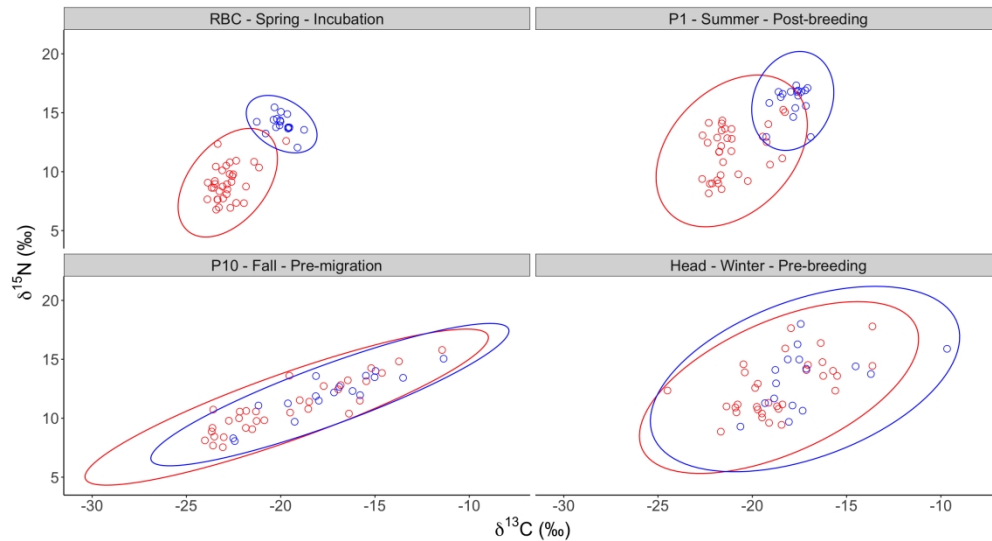 RBC - Spring - Incubation
P1 - Summer - Post-breeding
20
15
10
5
P10 - Fall - Pre-migration
Head - Winter - Pre-breeding
20
15
10
5
δ¹⁵N (‰)
-30 -25 -20 -15 -10 -30 -25 -20 -15 -10
δ¹³C (‰)